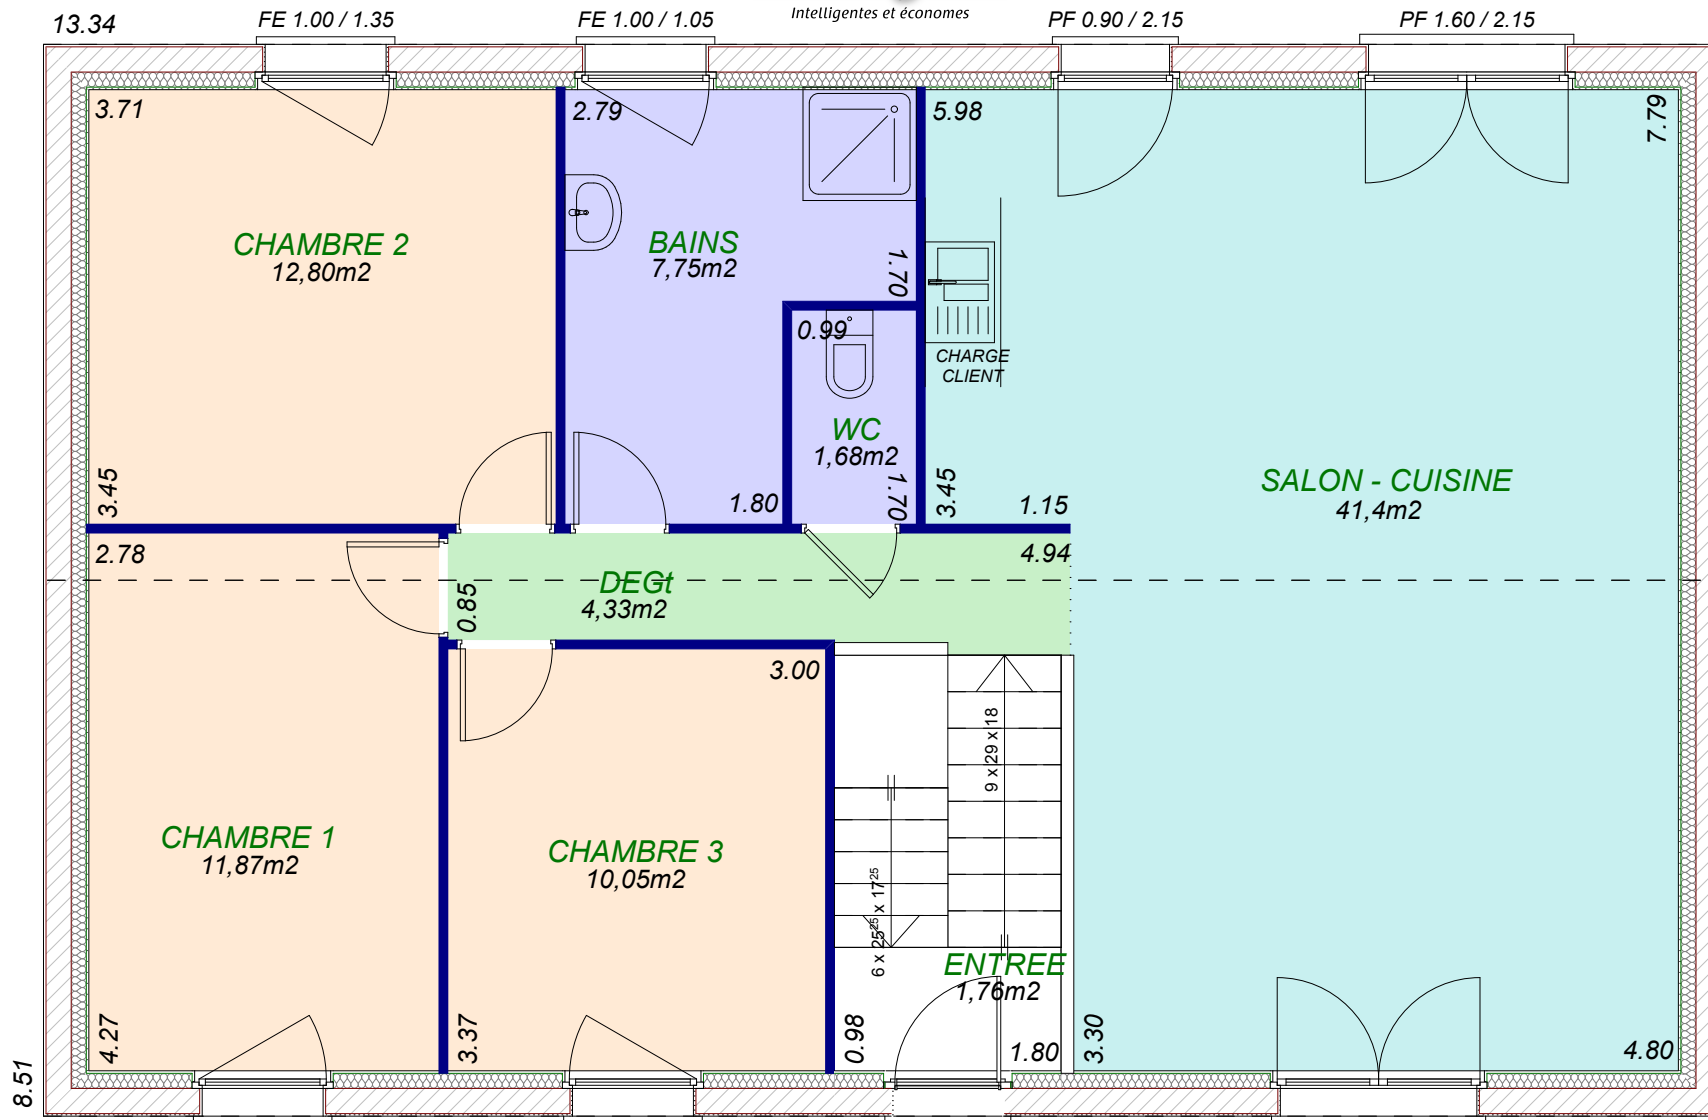 Intelligentes et économes
13.34
FE 1.00 / 1.35
FE 1.00 / 1.05
PF 0.90 / 2.15
PF 1.60 / 2.15
3.71
2.79
5.98
7.79
CHAMBRE 2
12,80m2
BAINS
7,75m2
1.70
0.99
CHARGE
CLIENT
WC
1,68m2
3.45
1.80
1.70
3.45
1.15
SALON - CUISINE
41,4m2
2.78
4.94
DEGt
4,33m2
0.85
3.00
9 x 29 x 18
CHAMBRE 1
11,87m2
CHAMBRE 3
10,05m2
6 x 25²⁵ x 17²⁵
ENTREE
1,76m2
4.27
3.37
0.98
1.80
3.30
4.80
8.51